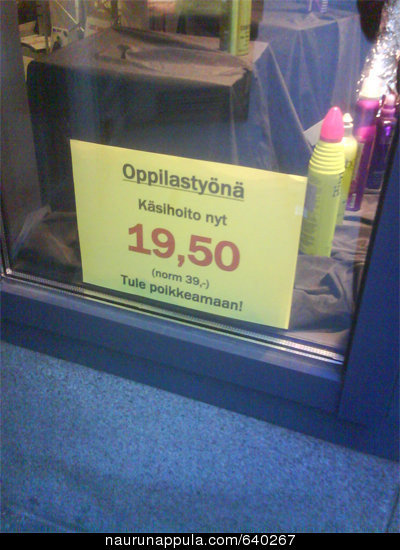 Oppilastyönä
Käsihoito nyt
19,50
(norm 39,-)
Tule poikkeamaan!
naurunappula.com/640267